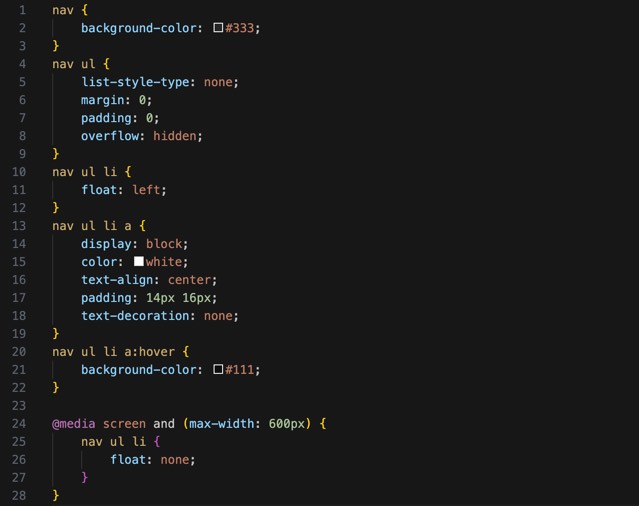 1 nav {
2     background-color: #333;
3 }
4 nav ul {
5     list-style-type: none;
6     margin: 0;
7     padding: 0;
8     overflow: hidden;
9 }
10 nav ul li {
11     float: left;
12 }
13 nav ul li a {
14     display: block;
15     color: white;
16     text-align: center;
17     padding: 14px 16px;
18     text-decoration: none;
19 }
20 nav ul li a:hover {
21     background-color: #111;
22 }
23
24 @media screen and (max-width: 600px) {
25     nav ul li {
26         float: none;
27     }
28 }